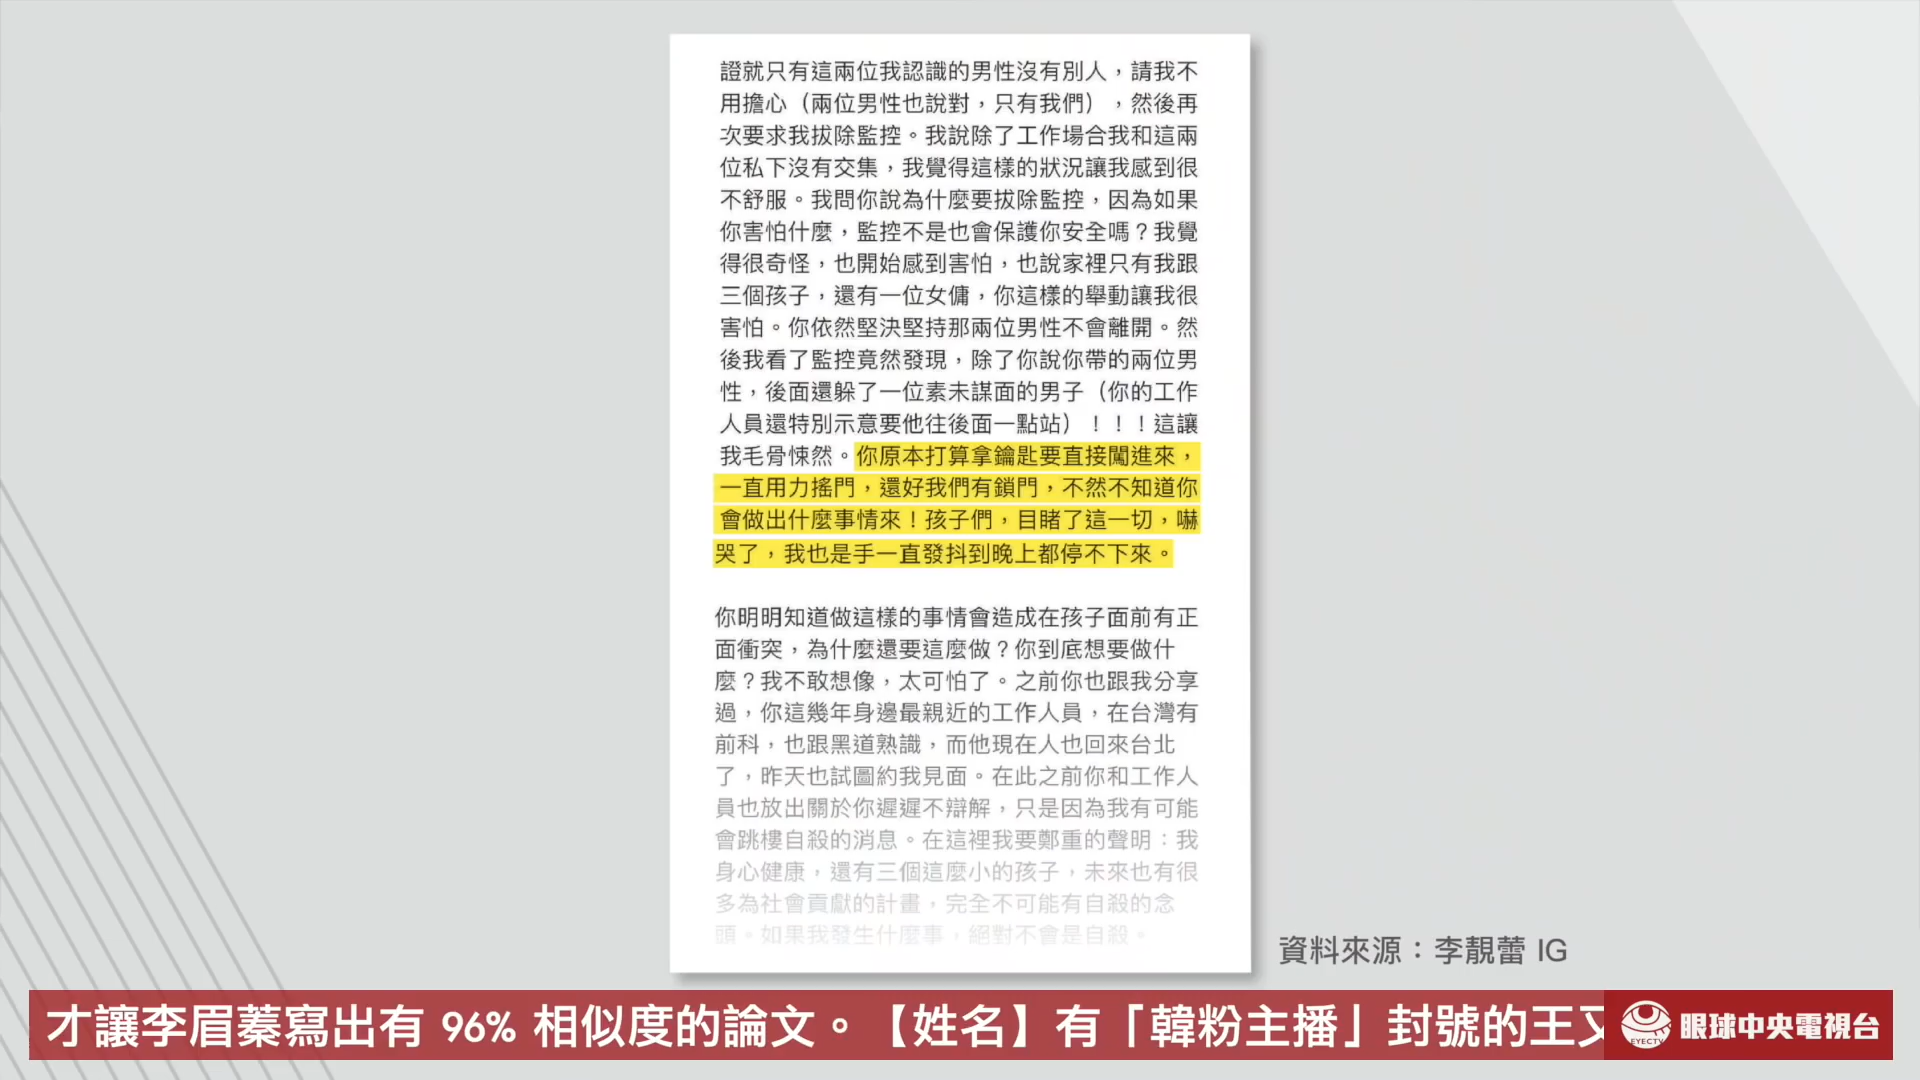 證就只有這兩位我認識的男性沒有別人，請我不
用擔心（兩位男性也說對，只有我們），然後再
次要求我拔除監控。我說除了工作場合我和這兩
位私下沒有交集，我覺得這樣的狀況讓我感到很
不舒服。我問你說為什麼要拔除監控，因為如果
你害怕什麼，監控不是也會保護你安全嗎？我覺
得很奇怪，也開始感到害怕，也說家裡只有我跟
三個孩子，還有一位女傭，你這樣的舉動讓我很
害怕。你依然堅決堅持那兩位男性不會離開。然
後我看了監控竟然發現，除了你說你帶的兩位男
性，後面還躲了一位素未謀面的男子（你的工作
人員還特別示意要他往後面一點站）！！！這讓
我毛骨悚然。你原本打算拿鑰匙要直接闖進來，
一直用力搖門，還好我們有鎖門，不然不知道你
會做出什麼事情來！孩子們，目睹了這一切，嚇
哭了，我也是手一直發抖到晚上都停不下來。
你明明知道做這樣的事情會造成在孩子面前有正
面衝突，為什麼還要這麼做？你到底想要做什
麼？我不敢想像，太可怕了。之前你也跟我分享
過，你這幾年身邊最親近的工作人員，在台灣有
前科，也跟黑道熟識，而他現在人也回來台北
了，昨天也試圖約我見面。在此之前你和工作人
員也放出關於你遲遲不辯解，只是因為我有可能
會跳樓自殺的消息。在這裡我要鄭重的聲明：我
身心健康，還有三個這麼小的孩子，未來也有很
多為社會貢獻的計畫，完全不可能有自殺的念
頭。如果我發生什麼事，絕對不會是自殺。
資料來源：李靚蕾 IG
才讓李眉蓁寫出有 96% 相似度的論文。【姓名】有「韓粉主播」封號的王又
EYECTV
眼球中央電視台